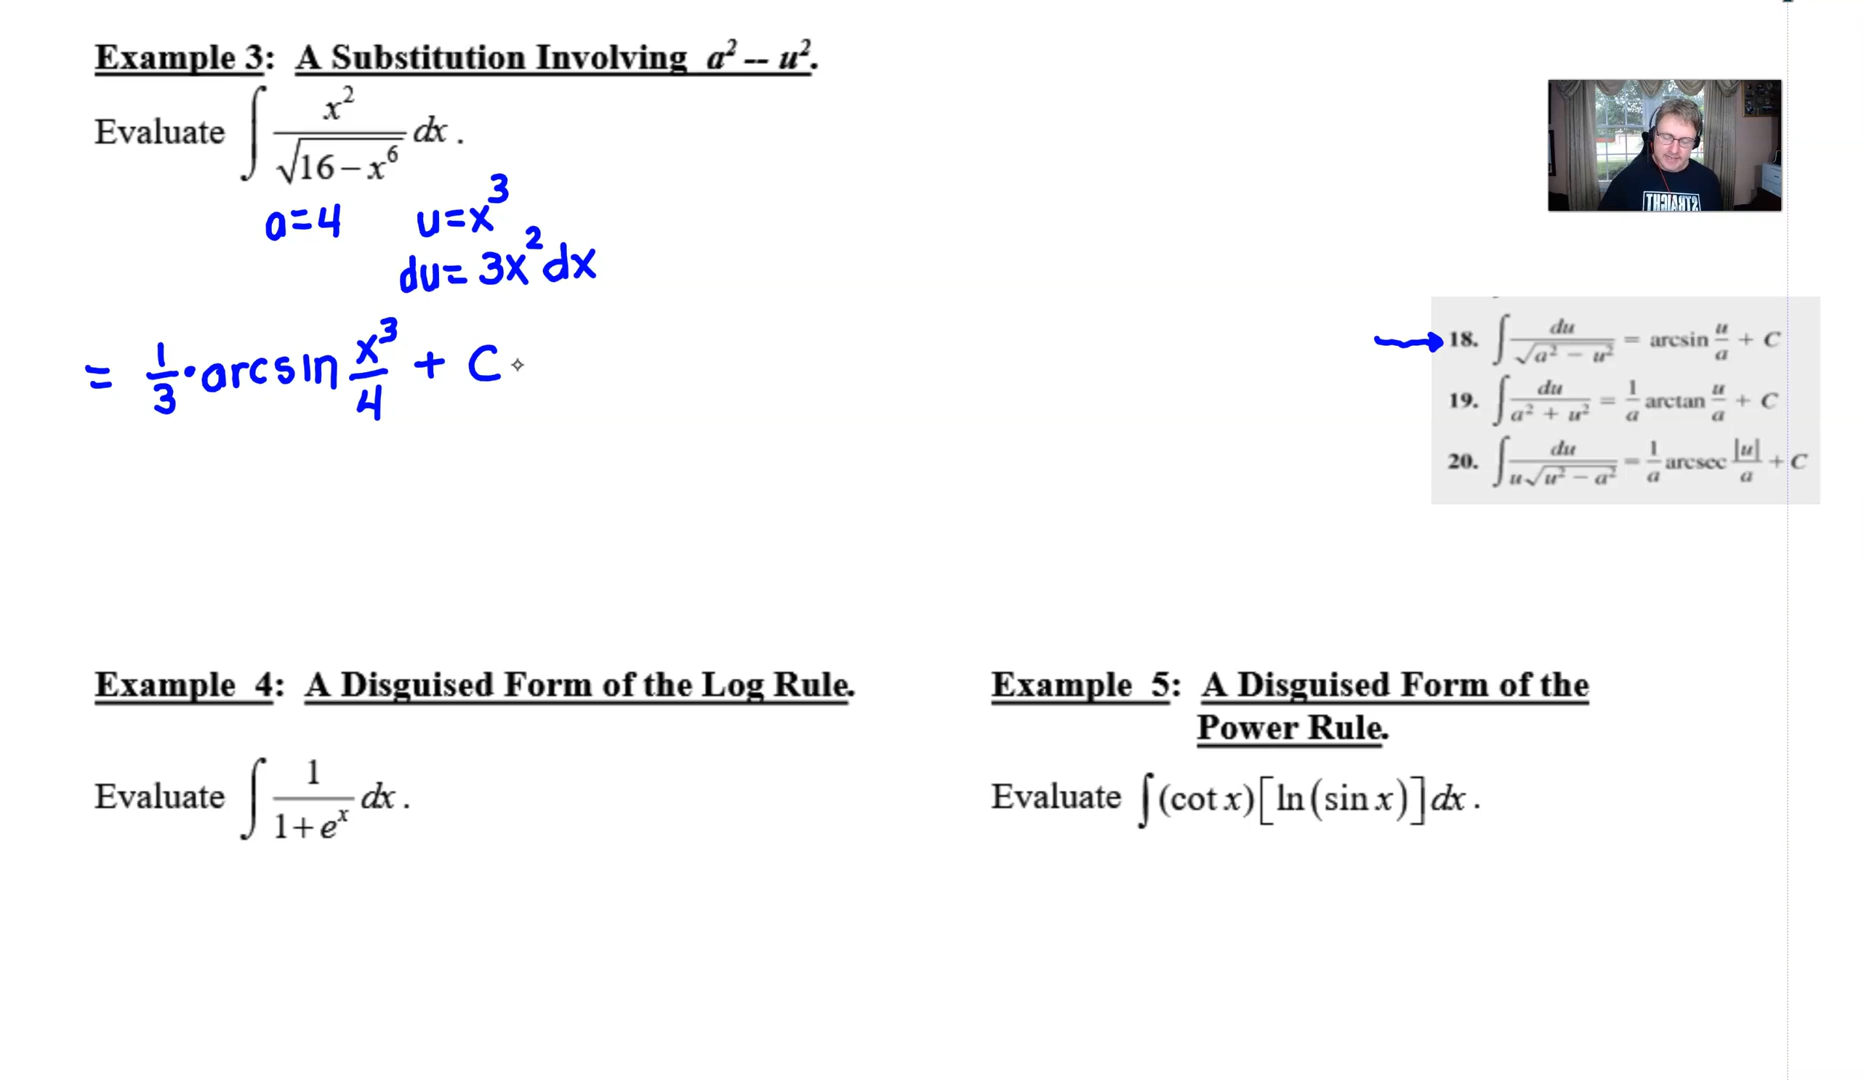 Example 3: A Substitution Involving a² -- u².
Evaluate ∫ x² / √(16 − x⁶) dx .
a=4 u=x³
du= 3x² dx
= 1/3 · arcsin x³/4 + C
18. ∫ du / √(a² − u²) = arcsin u/a + C
19. ∫ du / (a² + u²) = 1/a arctan u/a + C
20. ∫ du / (u√(u² − a²)) = 1/a arcsec |u|/a + C
Example 4: A Disguised Form of the Log Rule.
Evaluate ∫ 1 / (1+eˣ) dx .
Example 5: A Disguised Form of the
Power Rule.
Evaluate ∫(cot x)[ln(sin x)]dx .
STRAIGHT